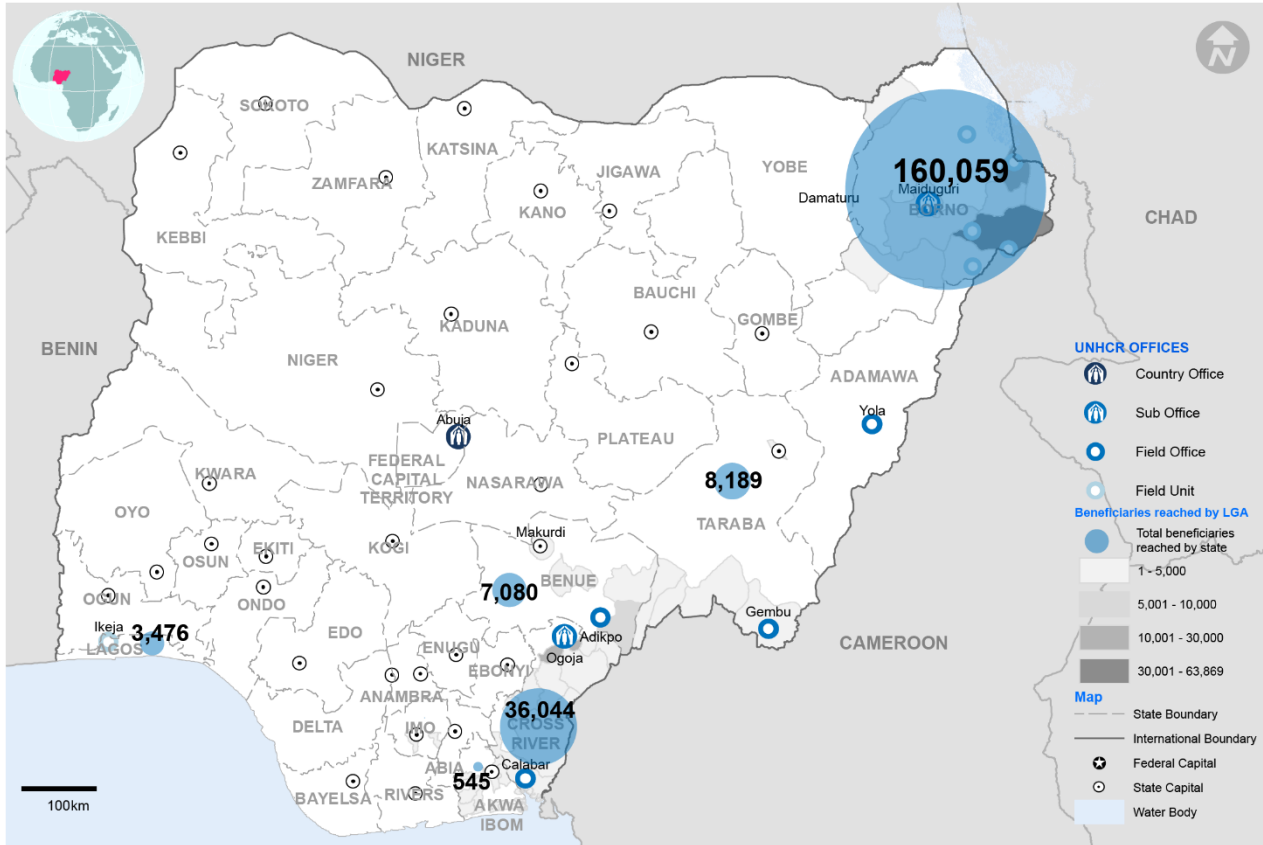 NIGER
N
SOKOTO
KATSINA
ZAMFARA
JIGAWA
YOBE
KANO
160,059
Maiduguri
Damaturu
BORNO
CHAD
KEBBI
BAUCHI
GOMBE
KADUNA
BENIN
NIGER
ADAMAWA
Yola
Abuja
PLATEAU
FEDERAL
CAPITAL
TERRITORY
NASARAWA
KWARA
8,189
TARABA
OYO
Makurdi
KOGI
EKITI
OSUN
BENUE
7,080
OGUN
ONDO
Gembu
Ikeja
3,476
LAGOS
EDO
Adikpo
CAMEROON
ENUGU
Ogoja
EBONYI
ANAMBRA
36,044
CROSS
RIVER
DELTA
IMO
ABIA
Calabar
545
BAYELSA
RIVERS
AKWA
IBOM
100km
UNHCR OFFICES
Country Office
Sub Office
Field Office
Field Unit
Beneficiaries reached by LGA
Total beneficiaries
reached by state
1 - 5,000
5,001 - 10,000
10,001 - 30,000
30,001 - 63,869
Map
State Boundary
International Boundary
Federal Capital
State Capital
Water Body